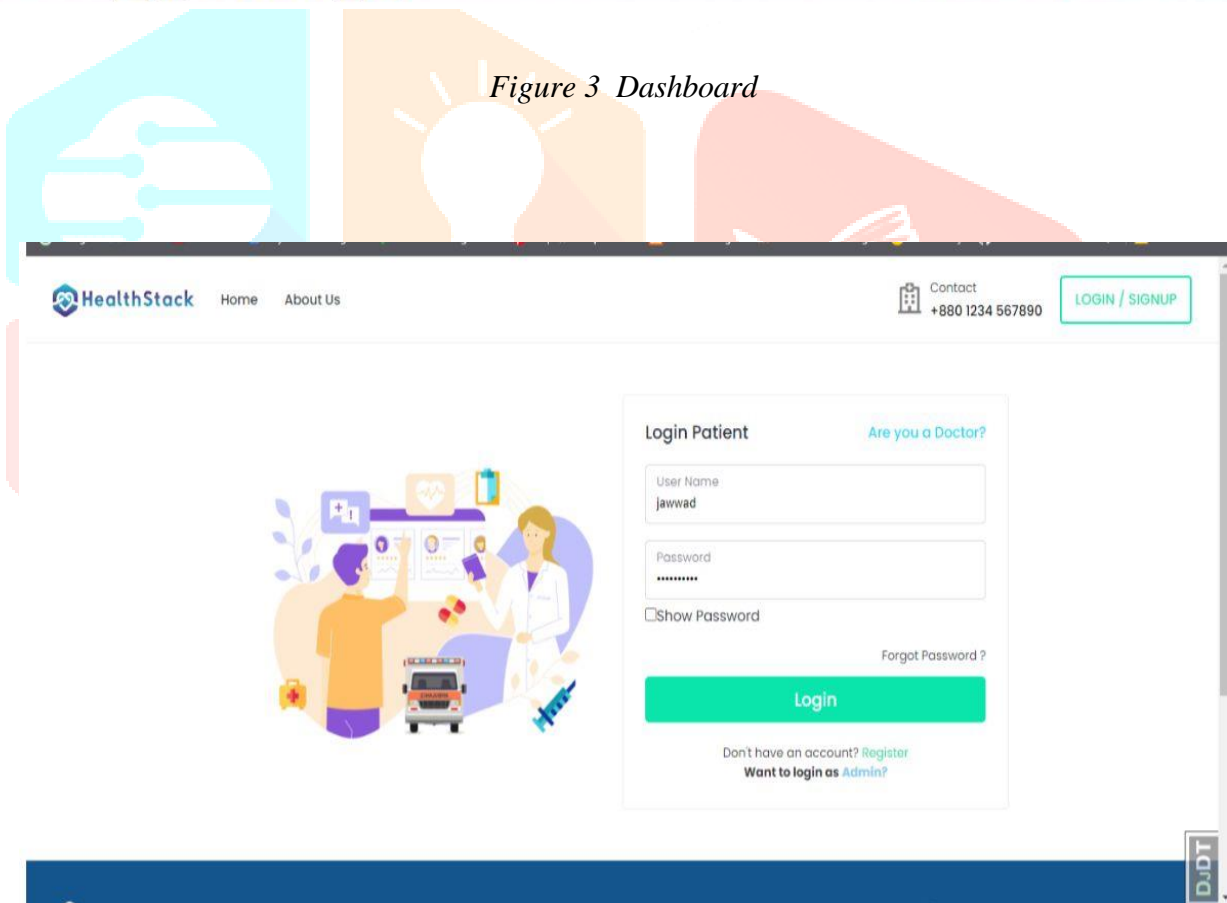 Figure 3 Dashboard
HealthStack Home About Us
Contact
+880 1234 567890
LOGIN / SIGNUP
Login Patient
Are you a Doctor?
User Name
jawwad
Password
••••••••••
Show Password
Forgot Password ?
Login
Don't have an account? Register
Want to login as Admin?
DJDT